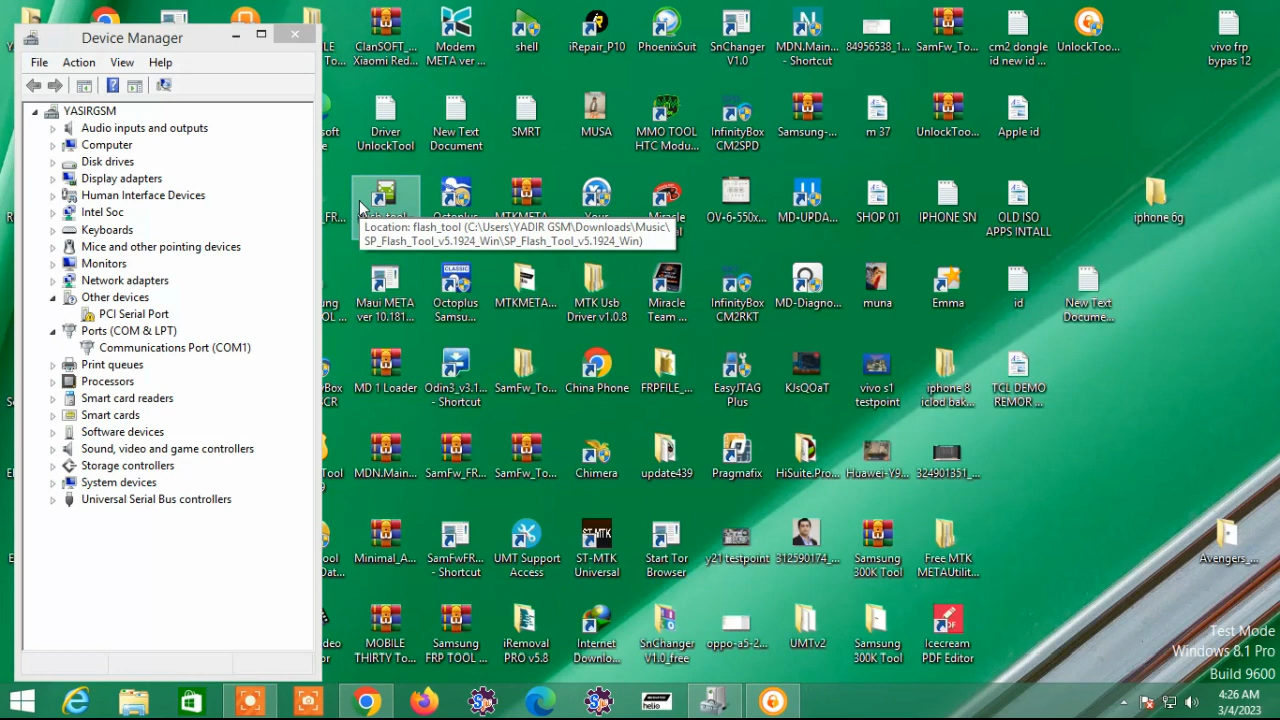 Device Manager
File Action View Help
YASIRGSM
Audio inputs and outputs
Computer
Disk drives
Display adapters
Human Interface Devices
Intel Soc
Keyboards
Mice and other pointing devices
Monitors
Network adapters
Other devices
PCI Serial Port
Ports (COM & LPT)
Communications Port (COM1)
Print queues
Processors
Smart card readers
Smart cards
Software devices
Sound, video and game controllers
Storage controllers
System devices
Universal Serial Bus controllers
ClanSOFT_...
Xiaomi Red...
Modem
META ver ...
shell
iRepair_P10
PhoenixSuit
SnChanger
V1.0
MDN.Main...
- Shortcut
84956538_1...
SamFw_To...
cm2 dongle
id new id ...
UnlockToo...
vivo frp
bypas 12
Driver
UnlockTool
New Text
Document
SMRT
MUSA
MMO TOOL
HTC Modu...
InfinityBox
CM2SPD
Samsung-...
m 37
UnlockToo...
Apple id
Octoplus
MTKMETA
Miracle
OV-6-550x...
MD-UPDA...
SHOP 01
IPHONE SN
OLD ISO
APPS INTALL
iphone 6g
Location: flash_tool (C:\Users\YADIR GSM\Downloads\Music\
SP_Flash_Tool_v5.1924_Win\SP_Flash_Tool_v5.1924_Win)
Maui META
ver 10.181...
Octoplus
Samsu...
MTKMETA...
MTK Usb
Driver v1.0.8
Miracle
Team ...
InfinityBox
CM2RKT
MD-Diagno...
muna
Emma
id
New Text
Docume...
MD 1 Loader
Odin3_v3.1...
- Shortcut
SamFw_To...
China Phone
FRPFILE_...
EasyJTAG
Plus
KJsQOaT
vivo s1
testpoint
iphone 8
iclod bak...
TCL DEMO
REMOR ...
MDN.Main...
SamFw_FR...
SamFw_To...
Chimera
update439
Pragmafix
HiSuite.Pro...
Huawei-Y9...
324901351_...
Minimal_A...
SamFwFR...
- Shortcut
UMT Support
Access
ST-MTK
Universal
Start Tor
Browser
y21 testpoint
312590174_...
Samsung
300K Tool
Free MTK
METAUtilit...
Avengers_...
MOBILE
THIRTY To...
Samsung
FRP TOOL ...
iRemoval
PRO v5.8
Internet
Downlo...
SnChanger
V1.0_free
oppo-a5-2...
UMTv2
Samsung
300K Tool
Icecream
PDF Editor
Test Mode
Windows 8.1 Pro
Build 9600
helio
4:26 AM
3/4/2023